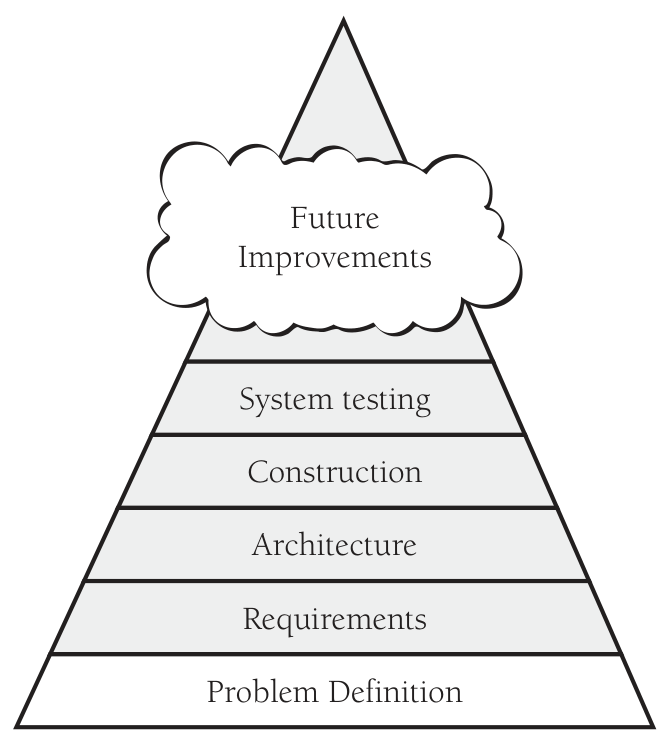 Future
Improvements
System testing
Construction
Architecture
Requirements
Problem Definition